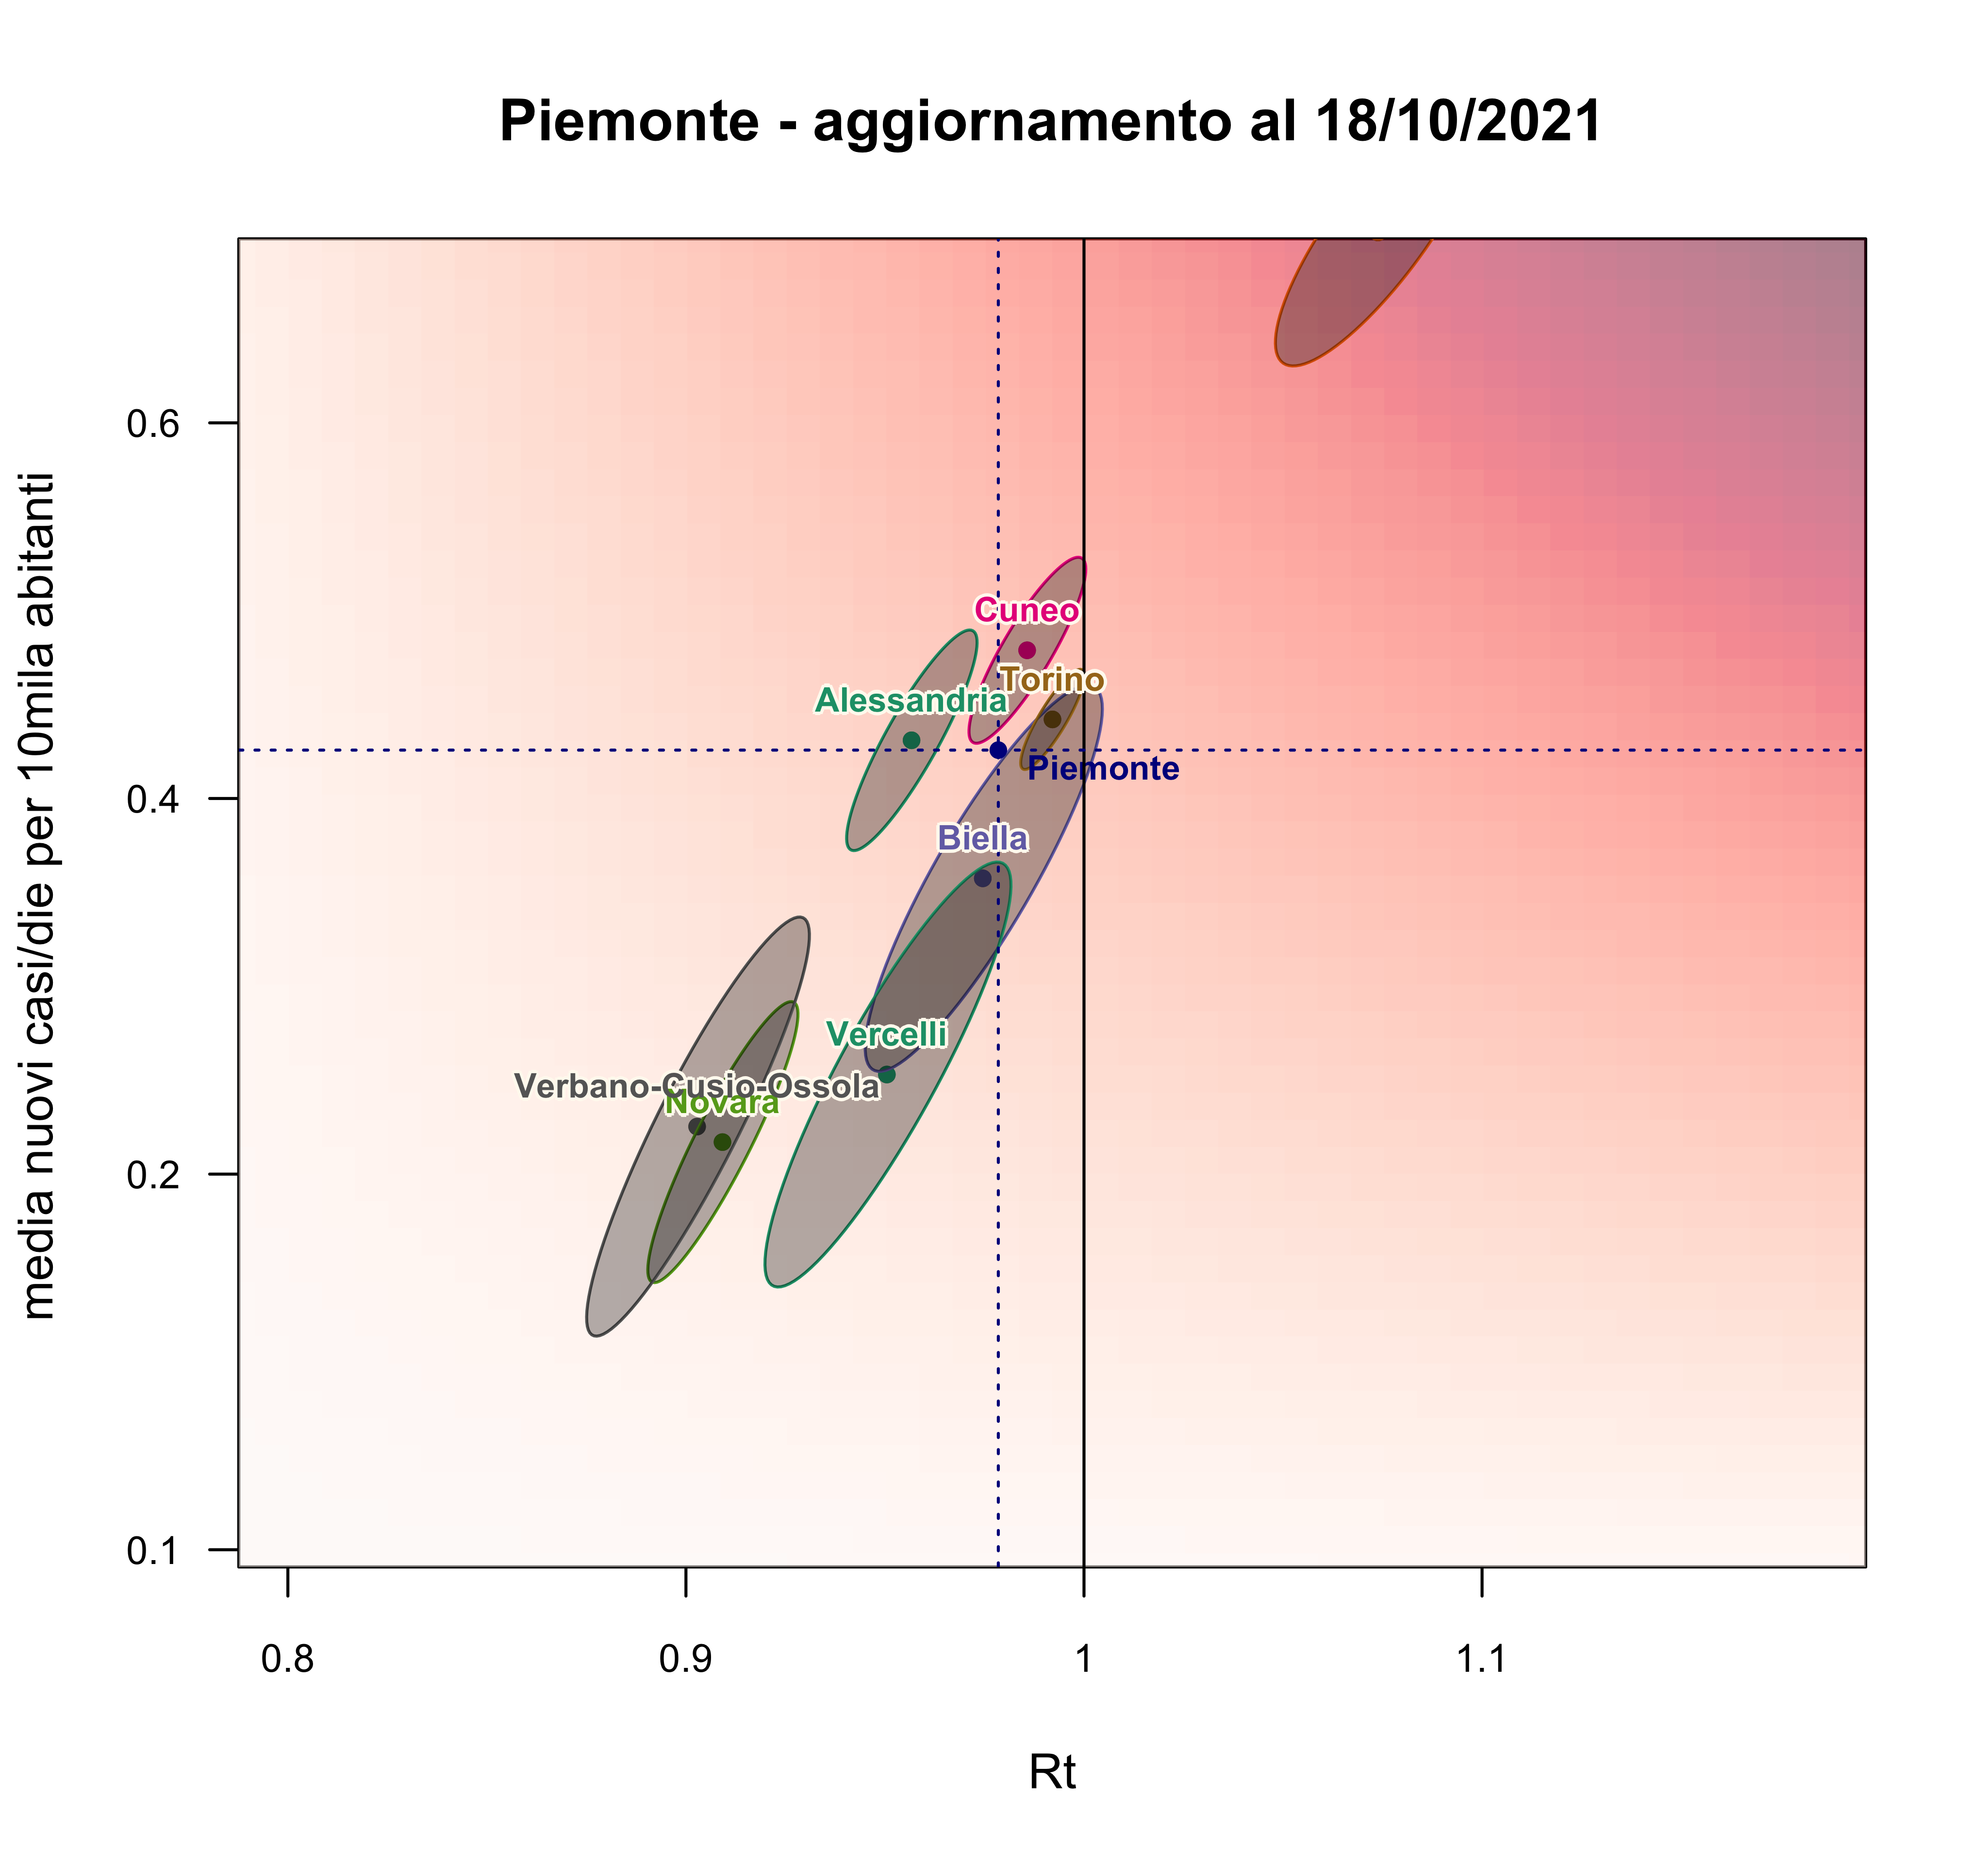 Piemonte - aggiornamento al 18/10/2021
media nuovi casi/die per 10mila abitanti
0.6
0.4
0.2
0.1
Cuneo
Torino
Alessandria
Piemonte
Biella
Vercelli
Verbano-Cusio-Ossola
Novara
0.8
0.9
1
1.1
Rt